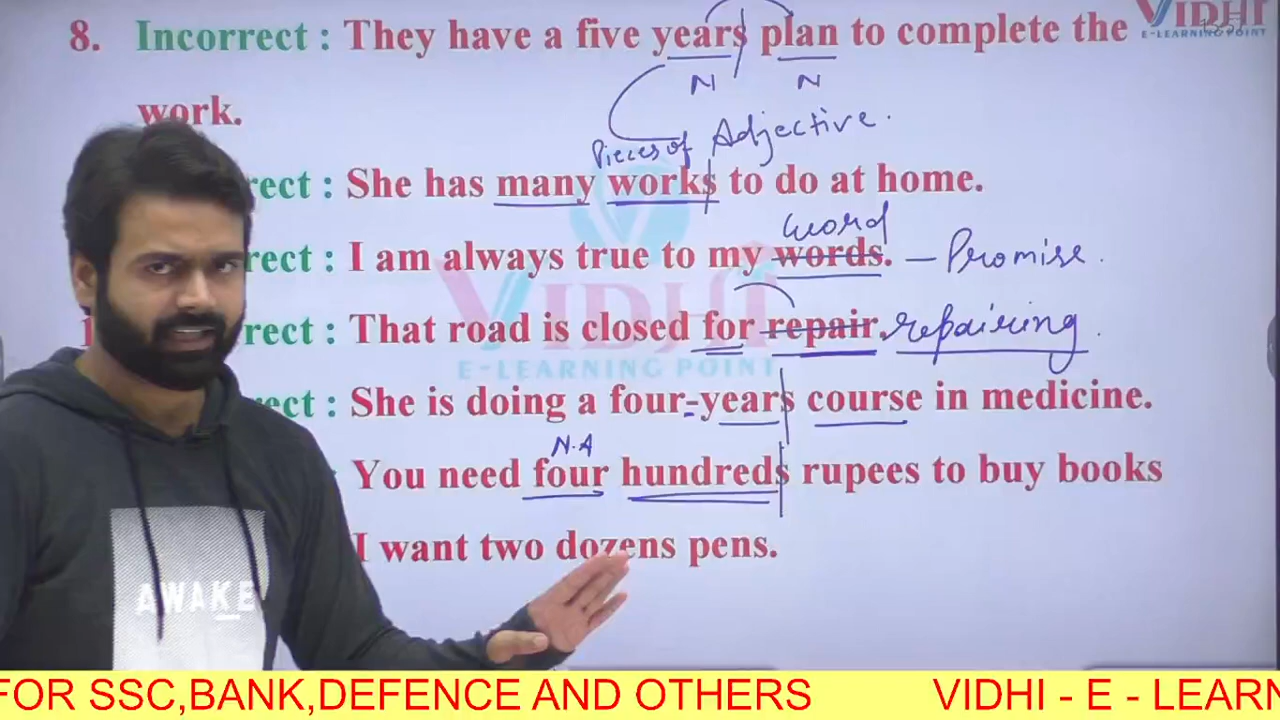 8. Incorrect : They have a five years plan to complete the
VIDHI
E-LEARNING POINT
N N
work.
Pieces of Adjective.
rect : She has many works to do at home.
word
rect : I am always true to my words. – Promise.
rect : That road is closed for repair. repairing.
VIDHI
E-LEARNING POINT
ect : She is doing a four-years course in medicine.
N.A
: You need four hundreds rupees to buy books
I want two dozens pens.
AWAKE
FOR SSC,BANK,DEFENCE AND OTHERS VIDHI - E - LEARN